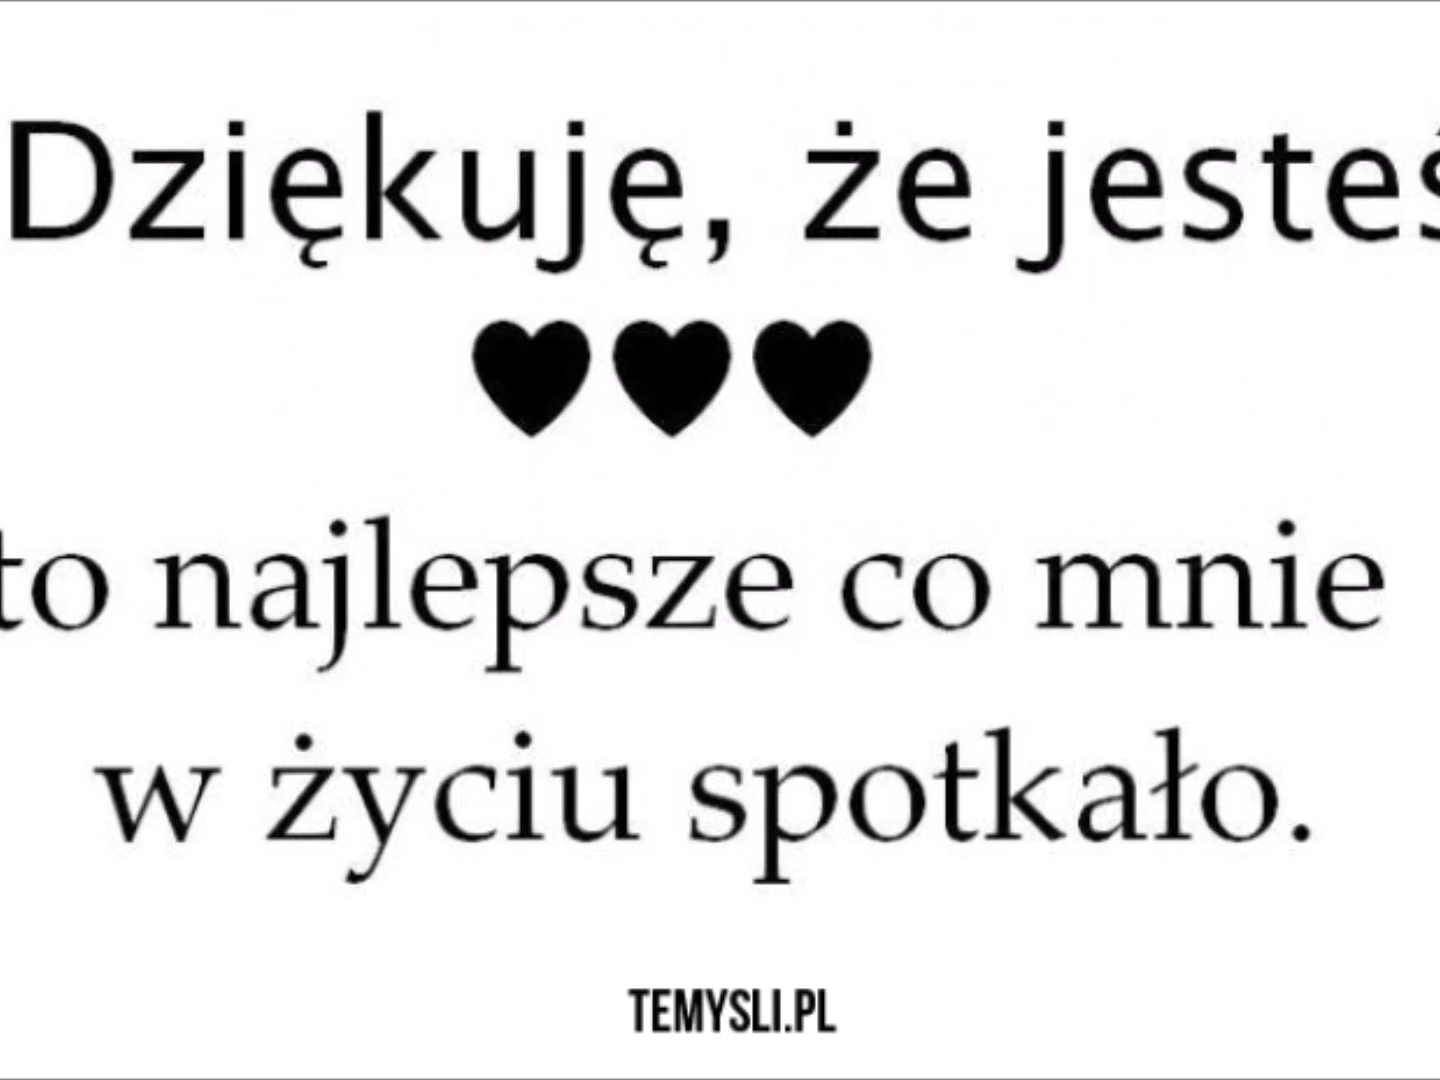 Dziękuję, że jesteś
♥♥♥
to najlepsze co mnie
w życiu spotkało.
TEMYSLI.PL